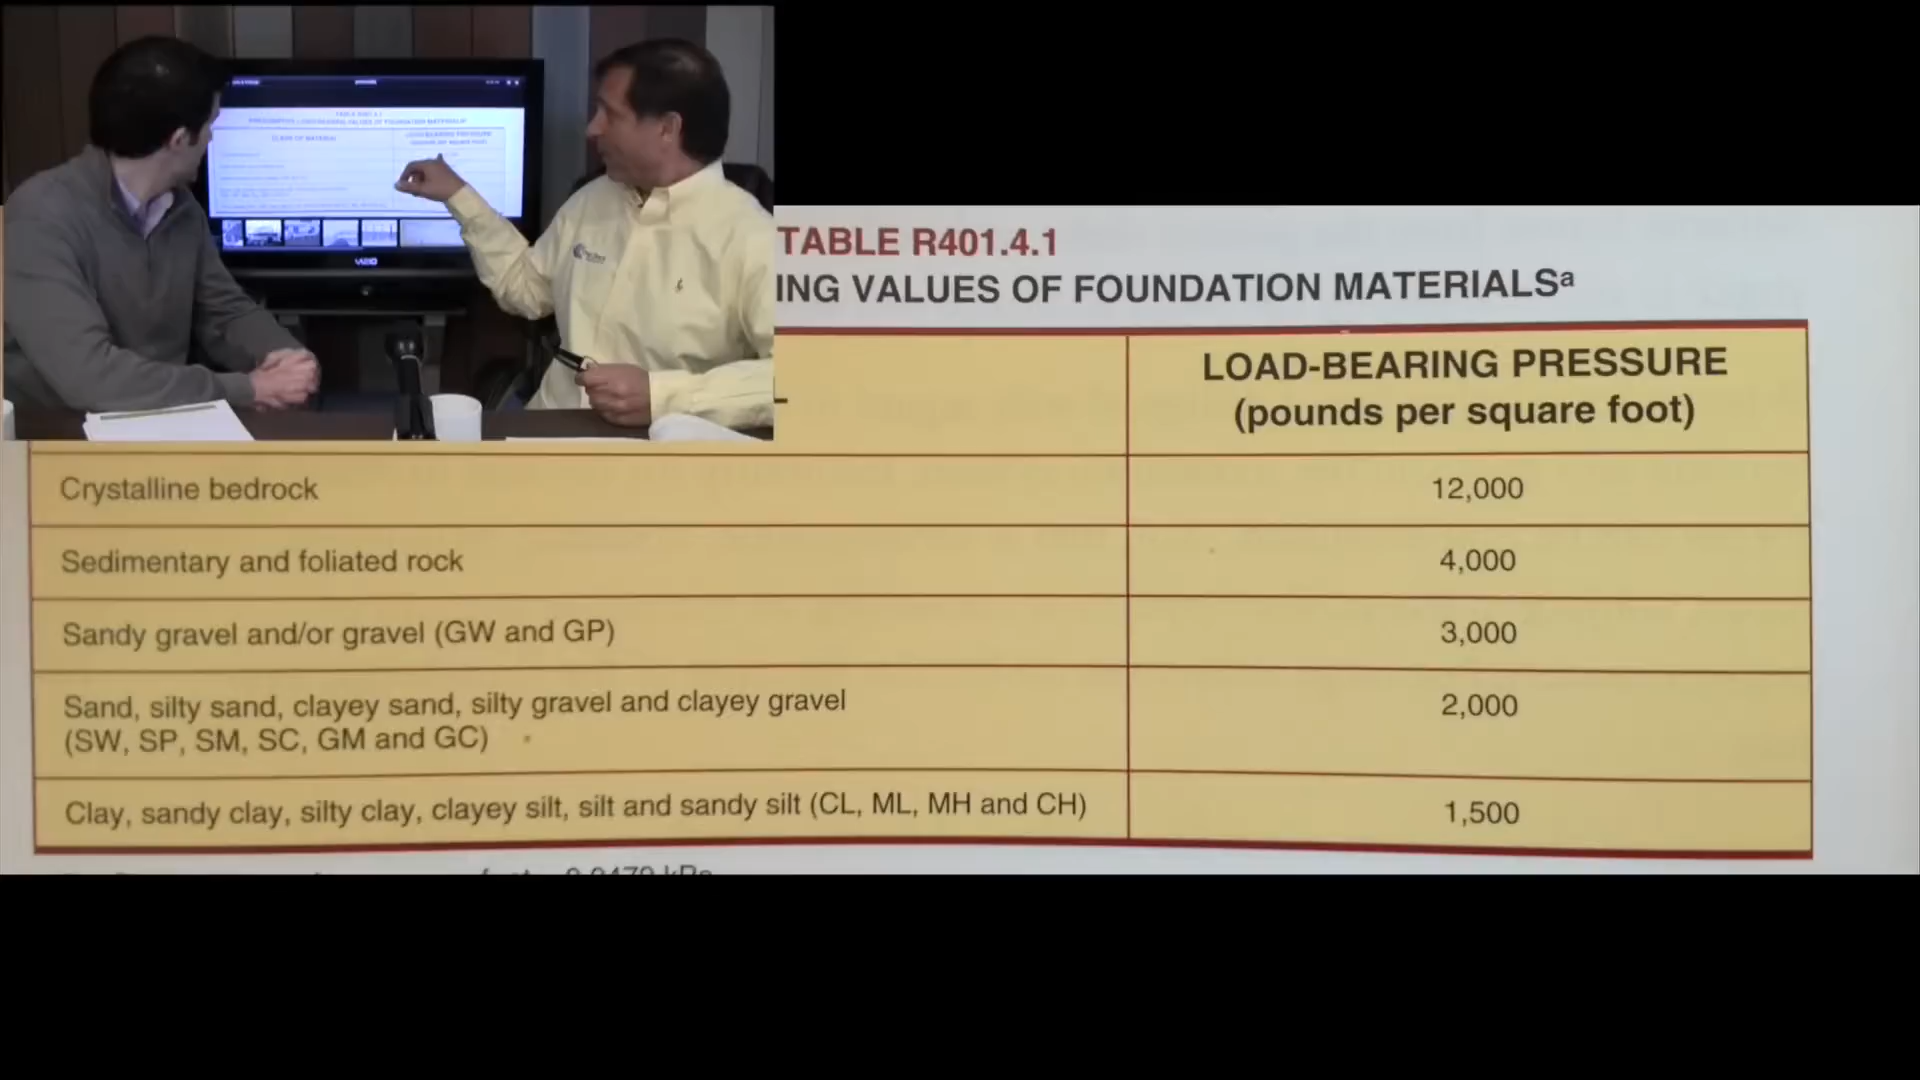 TABLE R401.4.1
ING VALUES OF FOUNDATION MATERIALSª
LOAD-BEARING PRESSURE
(pounds per square foot)
Crystalline bedrock
12,000
Sedimentary and foliated rock
4,000
Sandy gravel and/or gravel (GW and GP)
3,000
Sand, silty sand, clayey sand, silty gravel and clayey gravel
(SW, SP, SM, SC, GM and GC)
2,000
Clay, sandy clay, silty clay, clayey silt, silt and sandy silt (CL, ML, MH and CH)
1,500
VIZIO